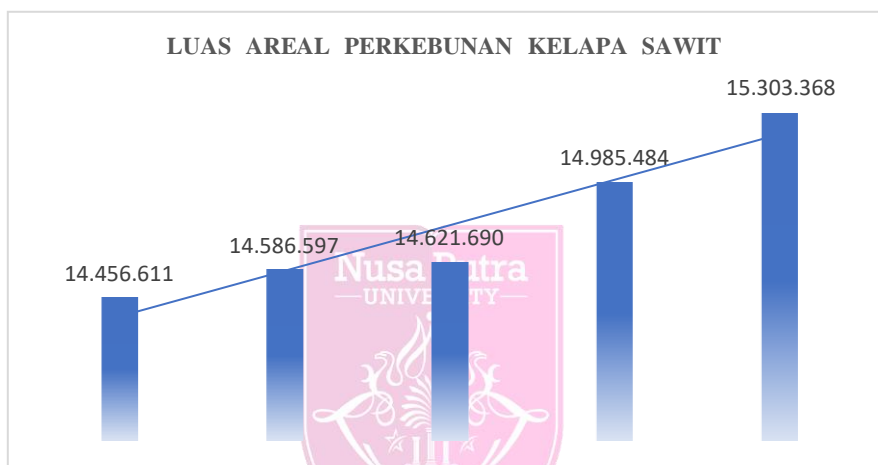 LUAS AREAL PERKEBUNAN KELAPA SAWIT
15.303.368
14.985.484
14.621.690
14.586.597
14.456.611
Nusa Putra
UNIVERSITY